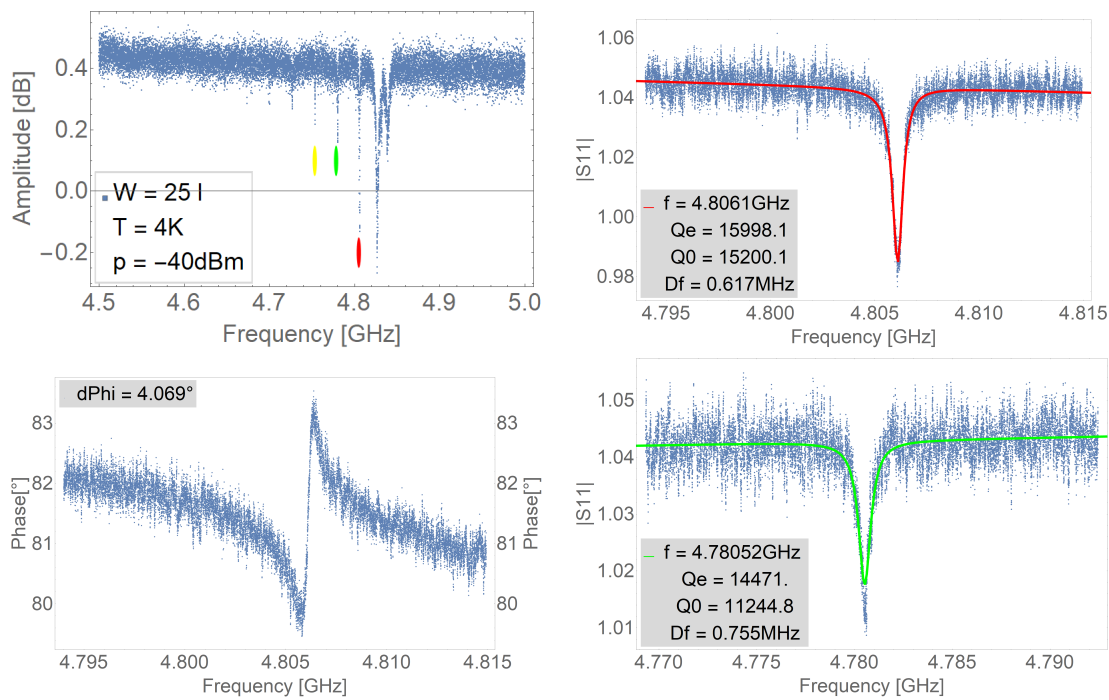 Amplitude [dB]
0.4
0.2
0.0
−0.2
W = 25 l
T = 4K
p = −40dBm
4.5 4.6 4.7 4.8 4.9 5.0
Frequency [GHz]
|S11|
1.06
1.04
1.02
1.00
0.98
f = 4.8061GHz
Qe = 15998.1
Q0 = 15200.1
Df = 0.617MHz
4.795 4.800 4.805 4.810 4.815
Frequency [GHz]
dPhi = 4.069°
Phase[°]
83
82
81
80
83
82
81
80
Phase[°]
4.795 4.800 4.805 4.810 4.815
Frequency [GHz]
|S11|
1.05
1.04
1.03
1.02
1.01
f = 4.78052GHz
Qe = 14471.
Q0 = 11244.8
Df = 0.755MHz
4.770 4.775 4.780 4.785 4.790
Frequency [GHz]